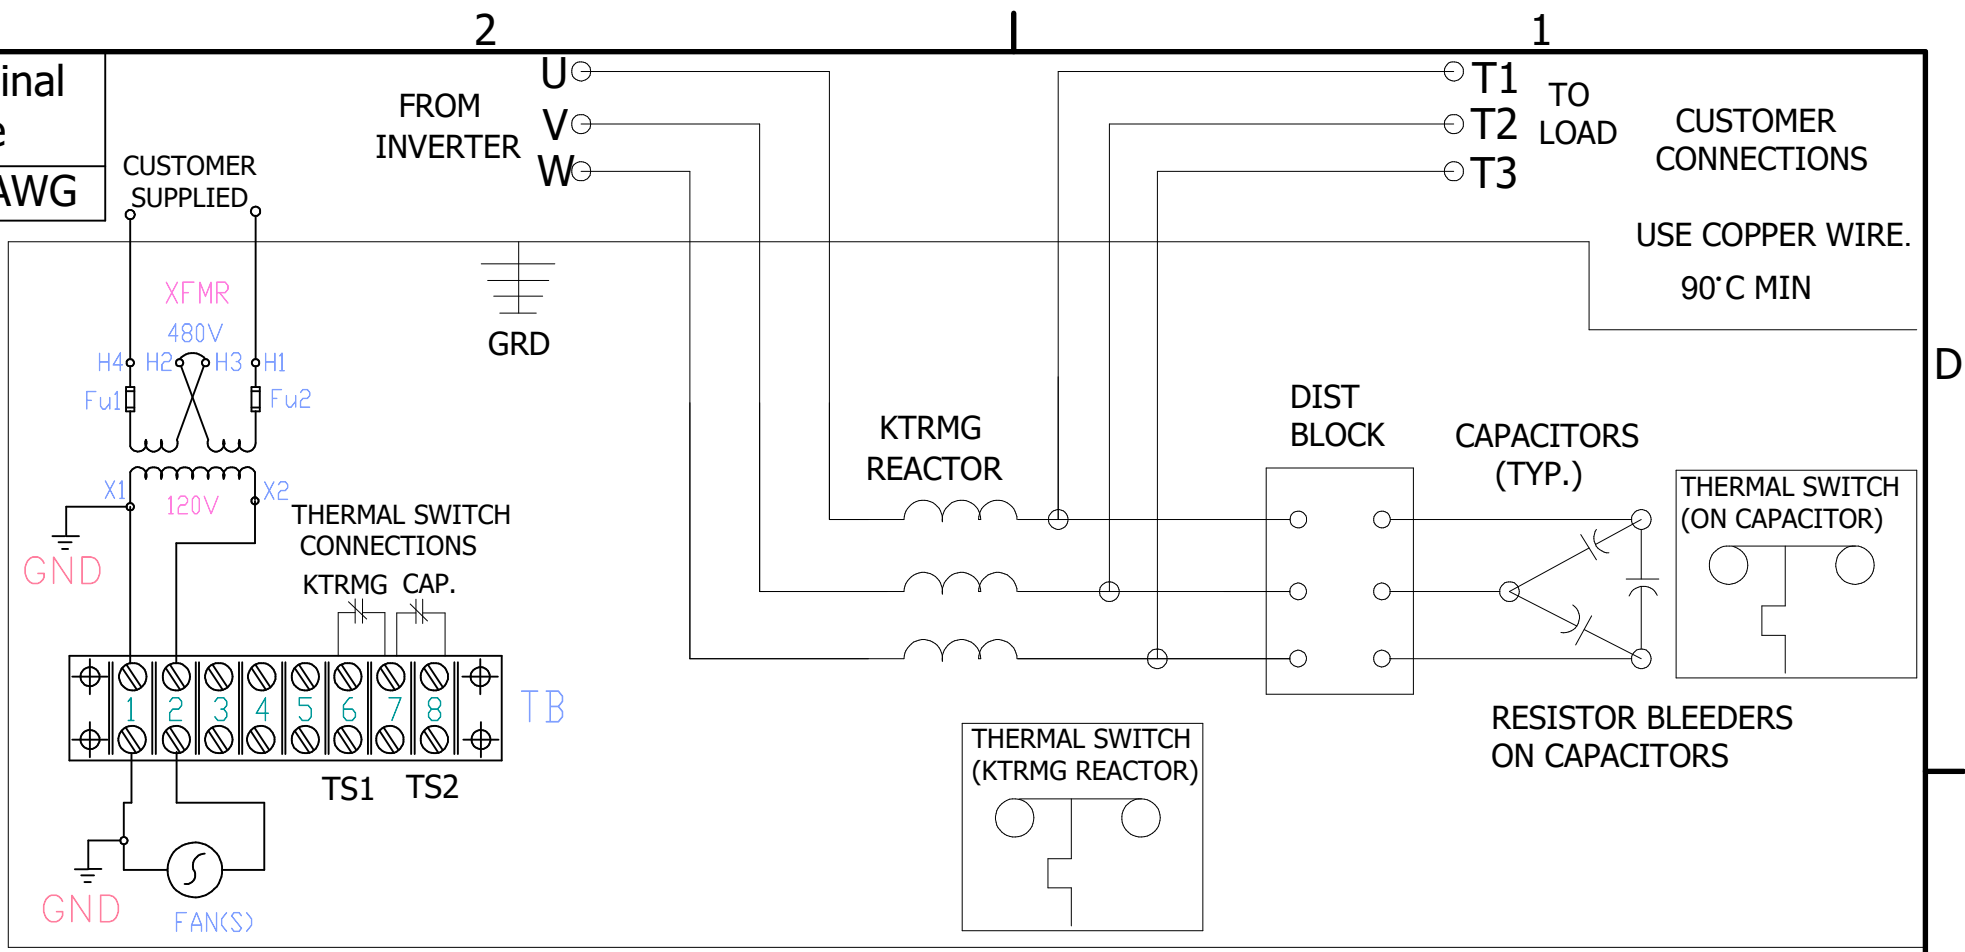 2
1
inal
e
AWG
CUSTOMER
SUPPLIED
FROM
INVERTER
U
V
W
T1
T2
T3
TO
LOAD
CUSTOMER
CONNECTIONS
USE COPPER WIRE.
90°C MIN
D
XFMR
480V
H4 H2 H3 H1
Fu1 Fu2
X1 X2
120V
GND
GRD
THERMAL SWITCH
CONNECTIONS
KTRMG CAP.
1 2 3 4 5 6 7 8
TB
TS1 TS2
GND
FAN(S)
KTRMG
REACTOR
DIST
BLOCK
CAPACITORS
(TYP.)
THERMAL SWITCH
(ON CAPACITOR)
RESISTOR BLEEDERS
ON CAPACITORS
THERMAL SWITCH
(KTRMG REACTOR)